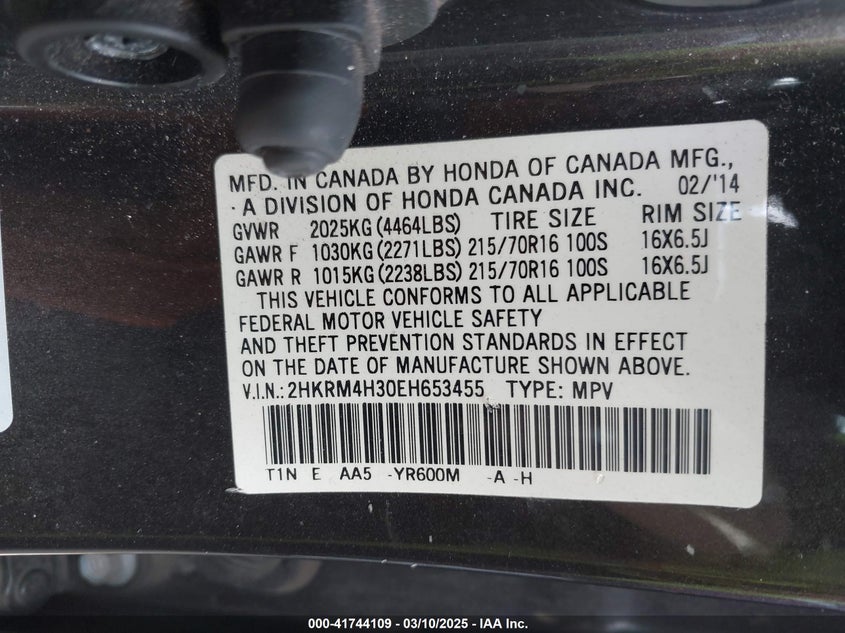 MFD. IN CANADA BY HONDA OF CANADA MFG.,
A DIVISION OF HONDA CANADA INC. 02/'14
GVWR 2025KG(4464LBS) TIRE SIZE RIM SIZE
GAWR F 1030KG(2271LBS) 215/70R16 100S 16X6.5J
GAWR R 1015KG(2238LBS) 215/70R16 100S 16X6.5J
THIS VEHICLE CONFORMS TO ALL APPLICABLE
FEDERAL MOTOR VEHICLE SAFETY
AND THEFT PREVENTION STANDARDS IN EFFECT
ON THE DATE OF MANUFACTURE SHOWN ABOVE.
V.I.N.: 2HKRM4H30EH653455 TYPE: MPV
T1N E AA5 -YR600M -A -H
000-41744109 — 03/10/2025 — IAA Inc.